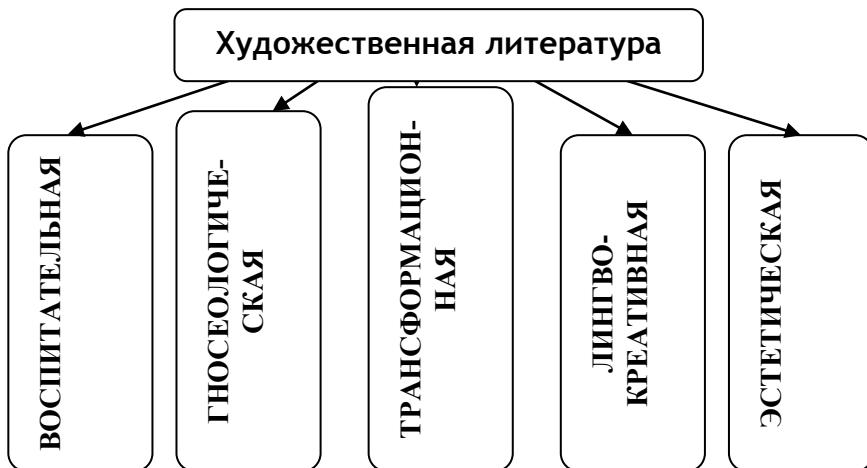 Художественная литература
ВОСПИТАТЕЛЬНАЯ
ГНОСЕОЛОГИЧЕ-
СКАЯ
ТРАНСФОРМАЦИОН-
НАЯ
ЛИНГВО-
КРЕАТИВНАЯ
ЭСТЕТИЧЕСКАЯ